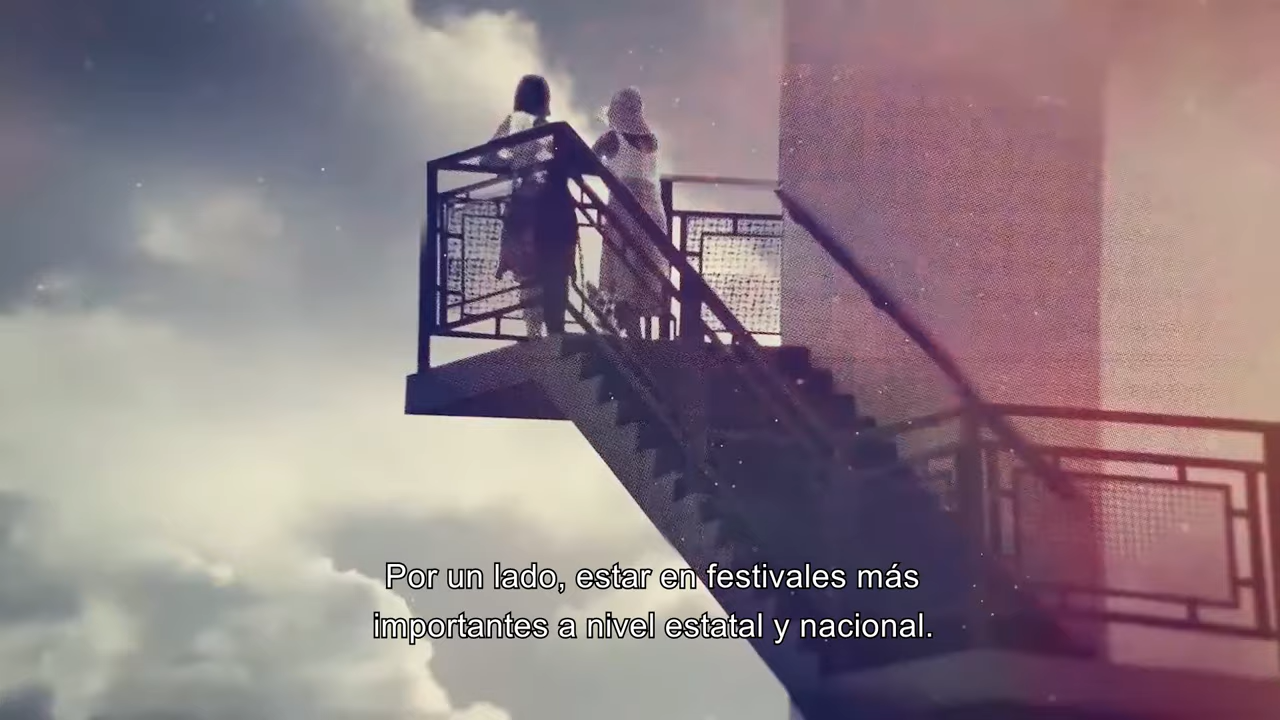 Por un lado, estar en festivales más
importantes a nivel estatal y nacional.